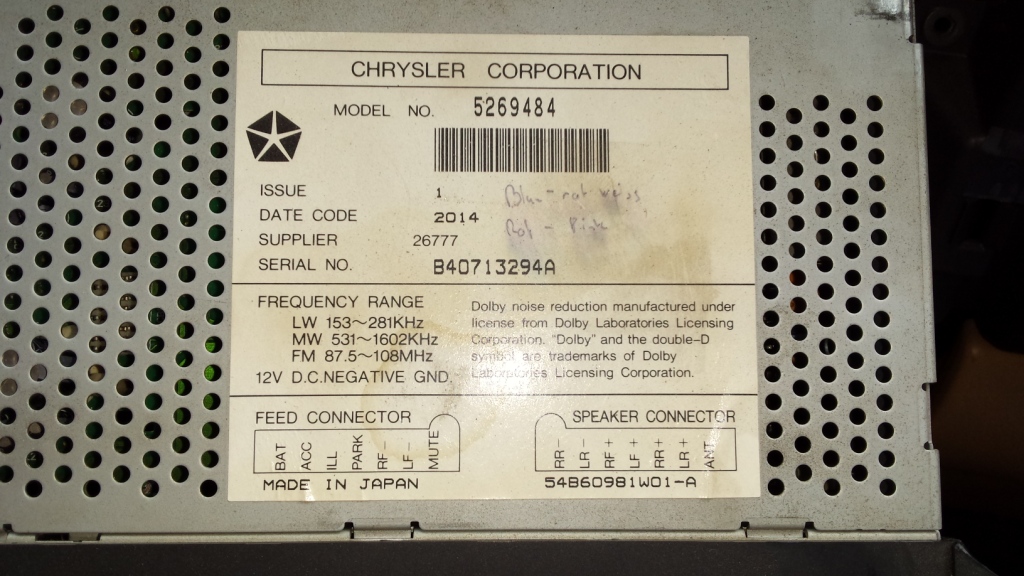 CHRYSLER CORPORATION
MODEL NO. 5269484
ISSUE 1
DATE CODE 2014
SUPPLIER 26777
SERIAL NO. B40713294A
FREQUENCY RANGE
LW 153~281KHz
MW 531~1602KHz
FM 87.5~108MHz
12V D.C.NEGATIVE GND
Dolby noise reduction manufactured under
license from Dolby Laboratories Licensing
Corporation. "Dolby" and the double-D
symbol are trademarks of Dolby
Laboratories Licensing Corporation.
FEED CONNECTOR
BAT
ACC
ILL
PARK
RF-
LF-
MUTE
MADE IN JAPAN
SPEAKER CONNECTOR
RR-
LR-
RF+
LF+
RR+
LR+
ANT
54B60981W01-A